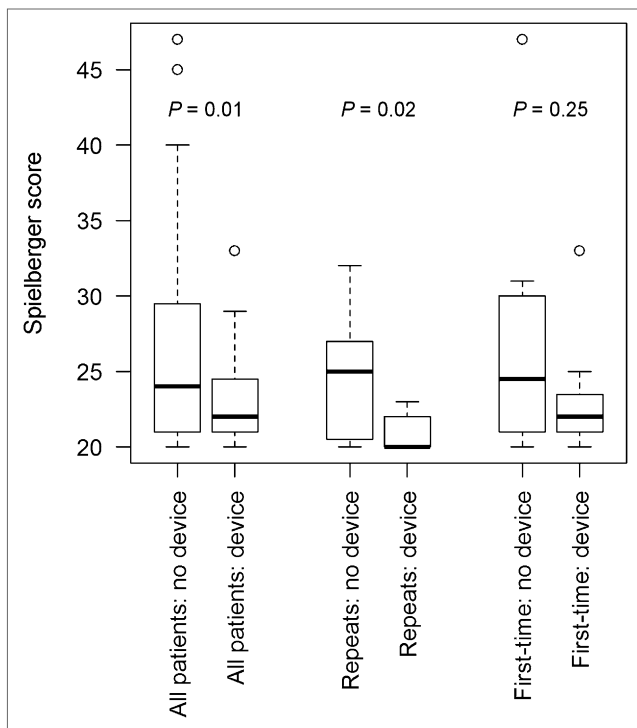 Spielberger score
45
40
35
30
25
20
P = 0.01
P = 0.02
P = 0.25
All patients: no device
All patients: device
Repeats: no device
Repeats: device
First-time: no device
First-time: device